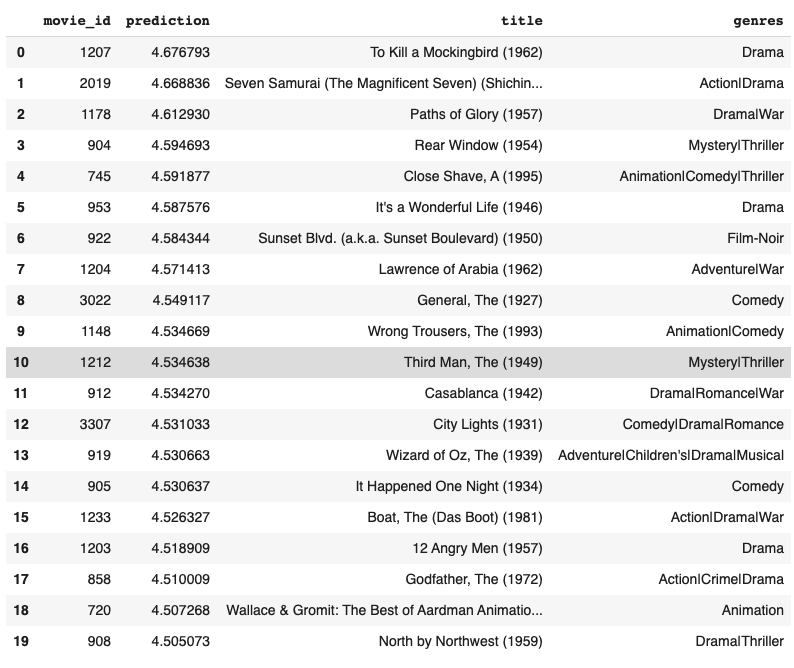 movie_id prediction title genres
0 1207 4.676793 To Kill a Mockingbird (1962) Drama
1 2019 4.668836 Seven Samurai (The Magnificent Seven) (Shichin... Action|Drama
2 1178 4.612930 Paths of Glory (1957) Drama|War
3 904 4.594693 Rear Window (1954) Mystery|Thriller
4 745 4.591877 Close Shave, A (1995) Animation|Comedy|Thriller
5 953 4.587576 It's a Wonderful Life (1946) Drama
6 922 4.584344 Sunset Blvd. (a.k.a. Sunset Boulevard) (1950) Film-Noir
7 1204 4.571413 Lawrence of Arabia (1962) Adventure|War
8 3022 4.549117 General, The (1927) Comedy
9 1148 4.534669 Wrong Trousers, The (1993) Animation|Comedy
10 1212 4.534638 Third Man, The (1949) Mystery|Thriller
11 912 4.534270 Casablanca (1942) Drama|Romance|War
12 3307 4.531033 City Lights (1931) Comedy|Drama|Romance
13 919 4.530663 Wizard of Oz, The (1939) Adventure|Children's|Drama|Musical
14 905 4.530637 It Happened One Night (1934) Comedy
15 1233 4.526327 Boat, The (Das Boot) (1981) Action|Drama|War
16 1203 4.518909 12 Angry Men (1957) Drama
17 858 4.510009 Godfather, The (1972) Action|Crime|Drama
18 720 4.507268 Wallace & Gromit: The Best of Aardman Animatio... Animation
19 908 4.505073 North by Northwest (1959) Drama|Thriller